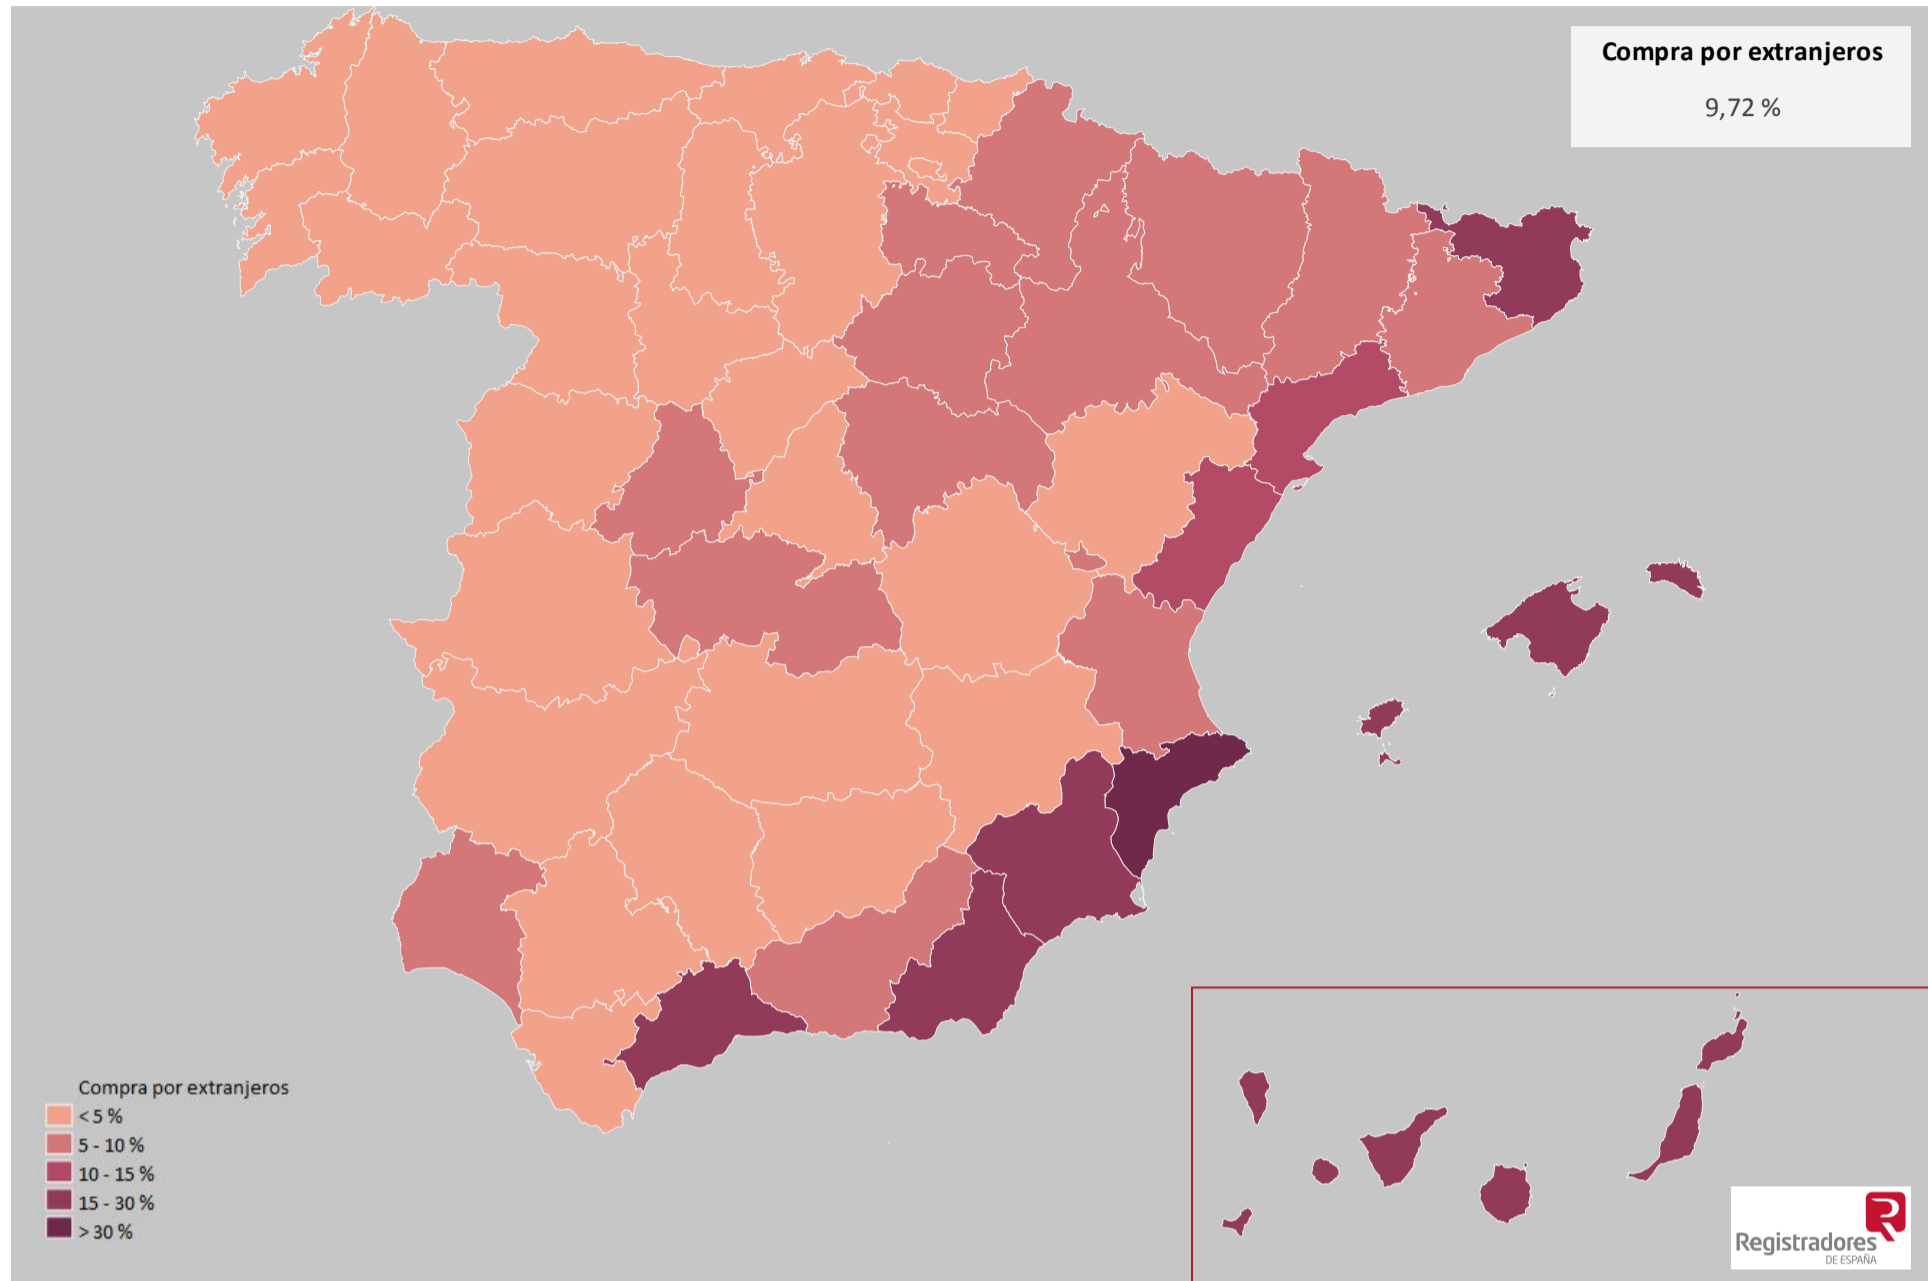 Compra por extranjeros
9,72 %
Compra por extranjeros
< 5 %
5 - 10 %
10 - 15 %
15 - 30 %
> 30 %
Registradores
DE ESPAÑA